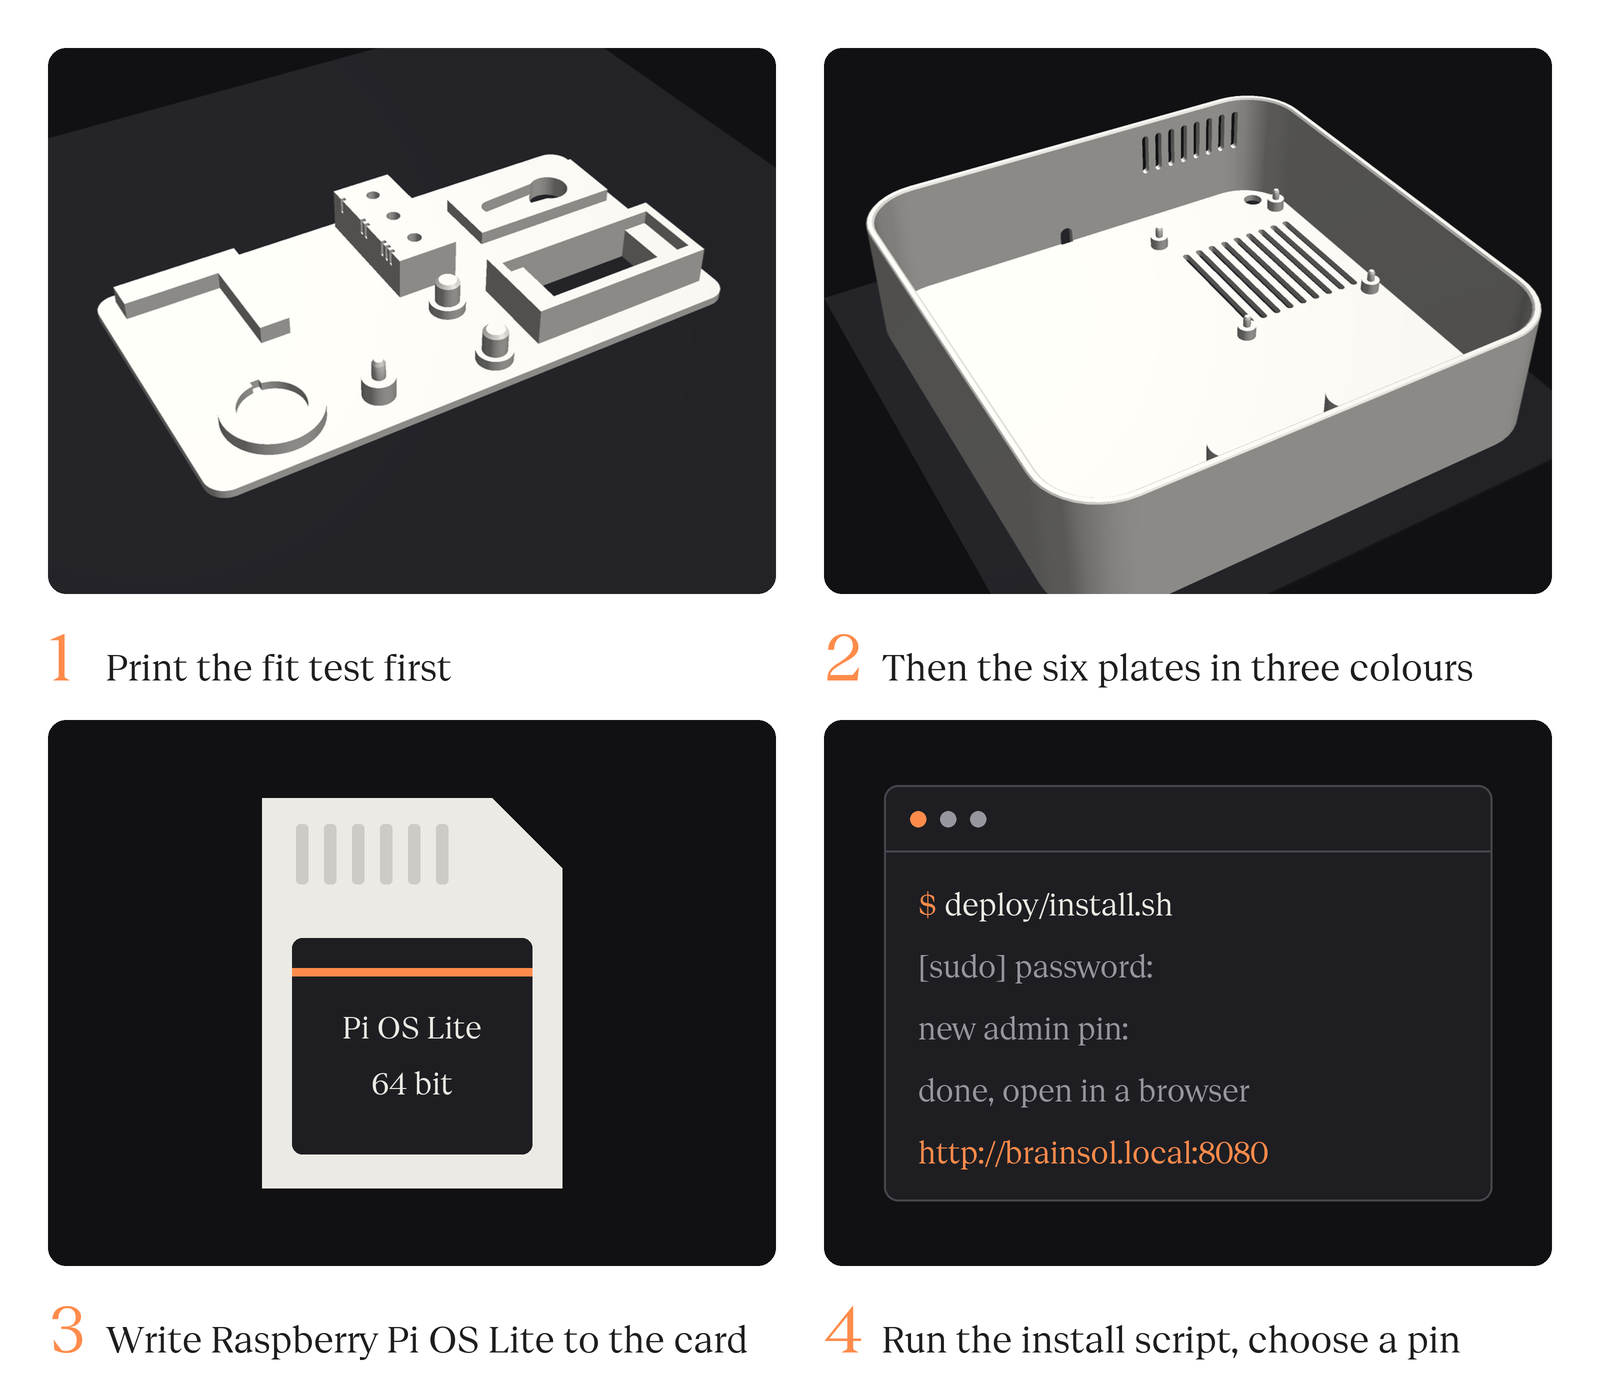 1 Print the fit test first
2 Then the six plates in three colours
Pi OS Lite
64 bit
$ deploy/install.sh
[sudo] password:
new admin pin:
done, open in a browser
http://brainsol.local:8080
3 Write Raspberry Pi OS Lite to the card
4 Run the install script, choose a pin